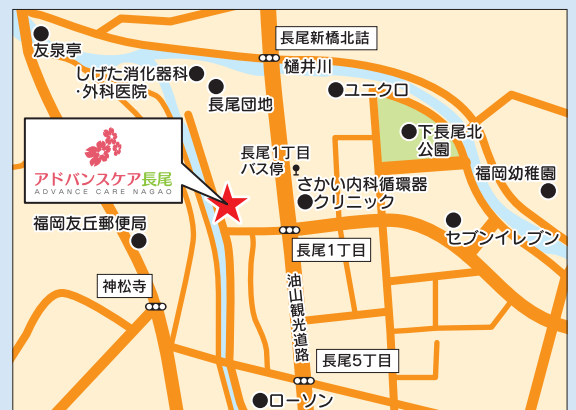 友泉亭
長尾新橋北詰
樋井川
しげた消化器科
・外科医院
長尾団地
ユニクロ
下長尾北
公園
長尾1丁目
バス停
さかい内科循環器
クリニック
福岡幼稚園
アドバンスケア長尾
ADVANCE CARE NAGAO
福岡友丘郵便局
セブンイレブン
長尾1丁目
神松寺
油山観光道路
長尾5丁目
ローソン